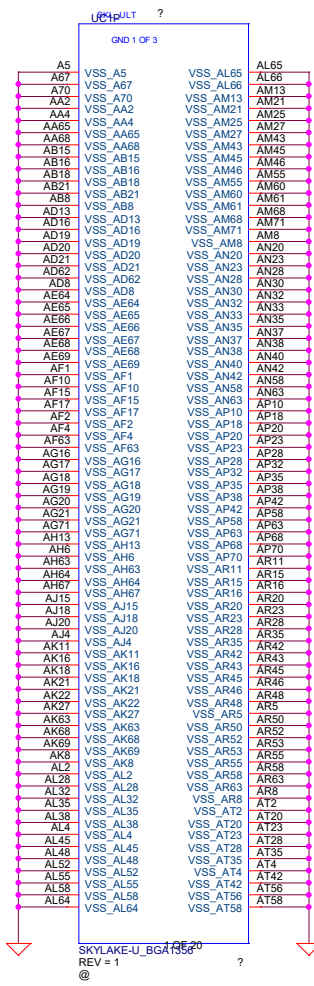 SKL_ULT ?
UC1P
GND 1 OF 3
A5 VSS_A5 VSS_AL65 AL65
A67 VSS_A67 VSS_AL66 AL66
A70 VSS_A70 VSS_AM13 AM13
AA2 VSS_AA2 VSS_AM21 AM21
AA4 VSS_AA4 VSS_AM25 AM25
AA65 VSS_AA65 VSS_AM27 AM27
AA68 VSS_AA68 VSS_AM43 AM43
AB15 VSS_AB15 VSS_AM45 AM45
AB16 VSS_AB16 VSS_AM46 AM46
AB18 VSS_AB18 VSS_AM55 AM55
AB21 VSS_AB21 VSS_AM60 AM60
AB8 VSS_AB8 VSS_AM61 AM61
AD13 VSS_AD13 VSS_AM68 AM68
AD16 VSS_AD16 VSS_AM71 AM71
AD19 VSS_AD19 VSS_AM8 AM8
AD20 VSS_AD20 VSS_AN20 AN20
AD21 VSS_AD21 VSS_AN23 AN23
AD62 VSS_AD62 VSS_AN28 AN28
AD8 VSS_AD8 VSS_AN30 AN30
AE64 VSS_AE64 VSS_AN32 AN32
AE65 VSS_AE65 VSS_AN33 AN33
AE66 VSS_AE66 VSS_AN35 AN35
AE67 VSS_AE67 VSS_AN37 AN37
AE68 VSS_AE68 VSS_AN38 AN38
AE69 VSS_AE69 VSS_AN40 AN40
AF1 VSS_AF1 VSS_AN42 AN42
AF10 VSS_AF10 VSS_AN58 AN58
AF15 VSS_AF15 VSS_AN63 AN63
AF17 VSS_AF17 VSS_AP10 AP10
AF2 VSS_AF2 VSS_AP18 AP18
AF4 VSS_AF4 VSS_AP20 AP20
AF63 VSS_AF63 VSS_AP23 AP23
AG16 VSS_AG16 VSS_AP28 AP28
AG17 VSS_AG17 VSS_AP32 AP32
AG18 VSS_AG18 VSS_AP35 AP35
AG19 VSS_AG19 VSS_AP38 AP38
AG20 VSS_AG20 VSS_AP42 AP42
AG21 VSS_AG21 VSS_AP58 AP58
AG71 VSS_AG71 VSS_AP63 AP63
AH13 VSS_AH13 VSS_AP68 AP68
AH6 VSS_AH6 VSS_AP70 AP70
AH63 VSS_AH63 VSS_AR11 AR11
AH64 VSS_AH64 VSS_AR15 AR15
AH67 VSS_AH67 VSS_AR16 AR16
AJ15 VSS_AJ15 VSS_AR20 AR20
AJ18 VSS_AJ18 VSS_AR23 AR23
AJ20 VSS_AJ20 VSS_AR28 AR28
AJ4 VSS_AJ4 VSS_AR35 AR35
AK11 VSS_AK11 VSS_AR42 AR42
AK16 VSS_AK16 VSS_AR43 AR43
AK18 VSS_AK18 VSS_AR45 AR45
AK21 VSS_AK21 VSS_AR46 AR46
AK22 VSS_AK22 VSS_AR48 AR48
AK27 VSS_AK27 VSS_AR5 AR5
AK63 VSS_AK63 VSS_AR50 AR50
AK68 VSS_AK68 VSS_AR52 AR52
AK69 VSS_AK69 VSS_AR53 AR53
AK8 VSS_AK8 VSS_AR55 AR55
AL2 VSS_AL2 VSS_AR58 AR58
AL28 VSS_AL28 VSS_AR63 AR63
AL32 VSS_AL32 VSS_AR8 AR8
AL35 VSS_AL35 VSS_AT2 AT2
AL38 VSS_AL38 VSS_AT20 AT20
AL4 VSS_AL4 VSS_AT23 AT23
AL45 VSS_AL45 VSS_AT28 AT28
AL48 VSS_AL48 VSS_AT35 AT35
AL52 VSS_AL52 VSS_AT4 AT4
AL55 VSS_AL55 VSS_AT42 AT42
AL58 VSS_AL58 VSS_AT56 AT56
AL64 VSS_AL64 VSS_AT58 AT58
1 OF 20
SKYLAKE-U_BGA1356
REV = 1 ?
@